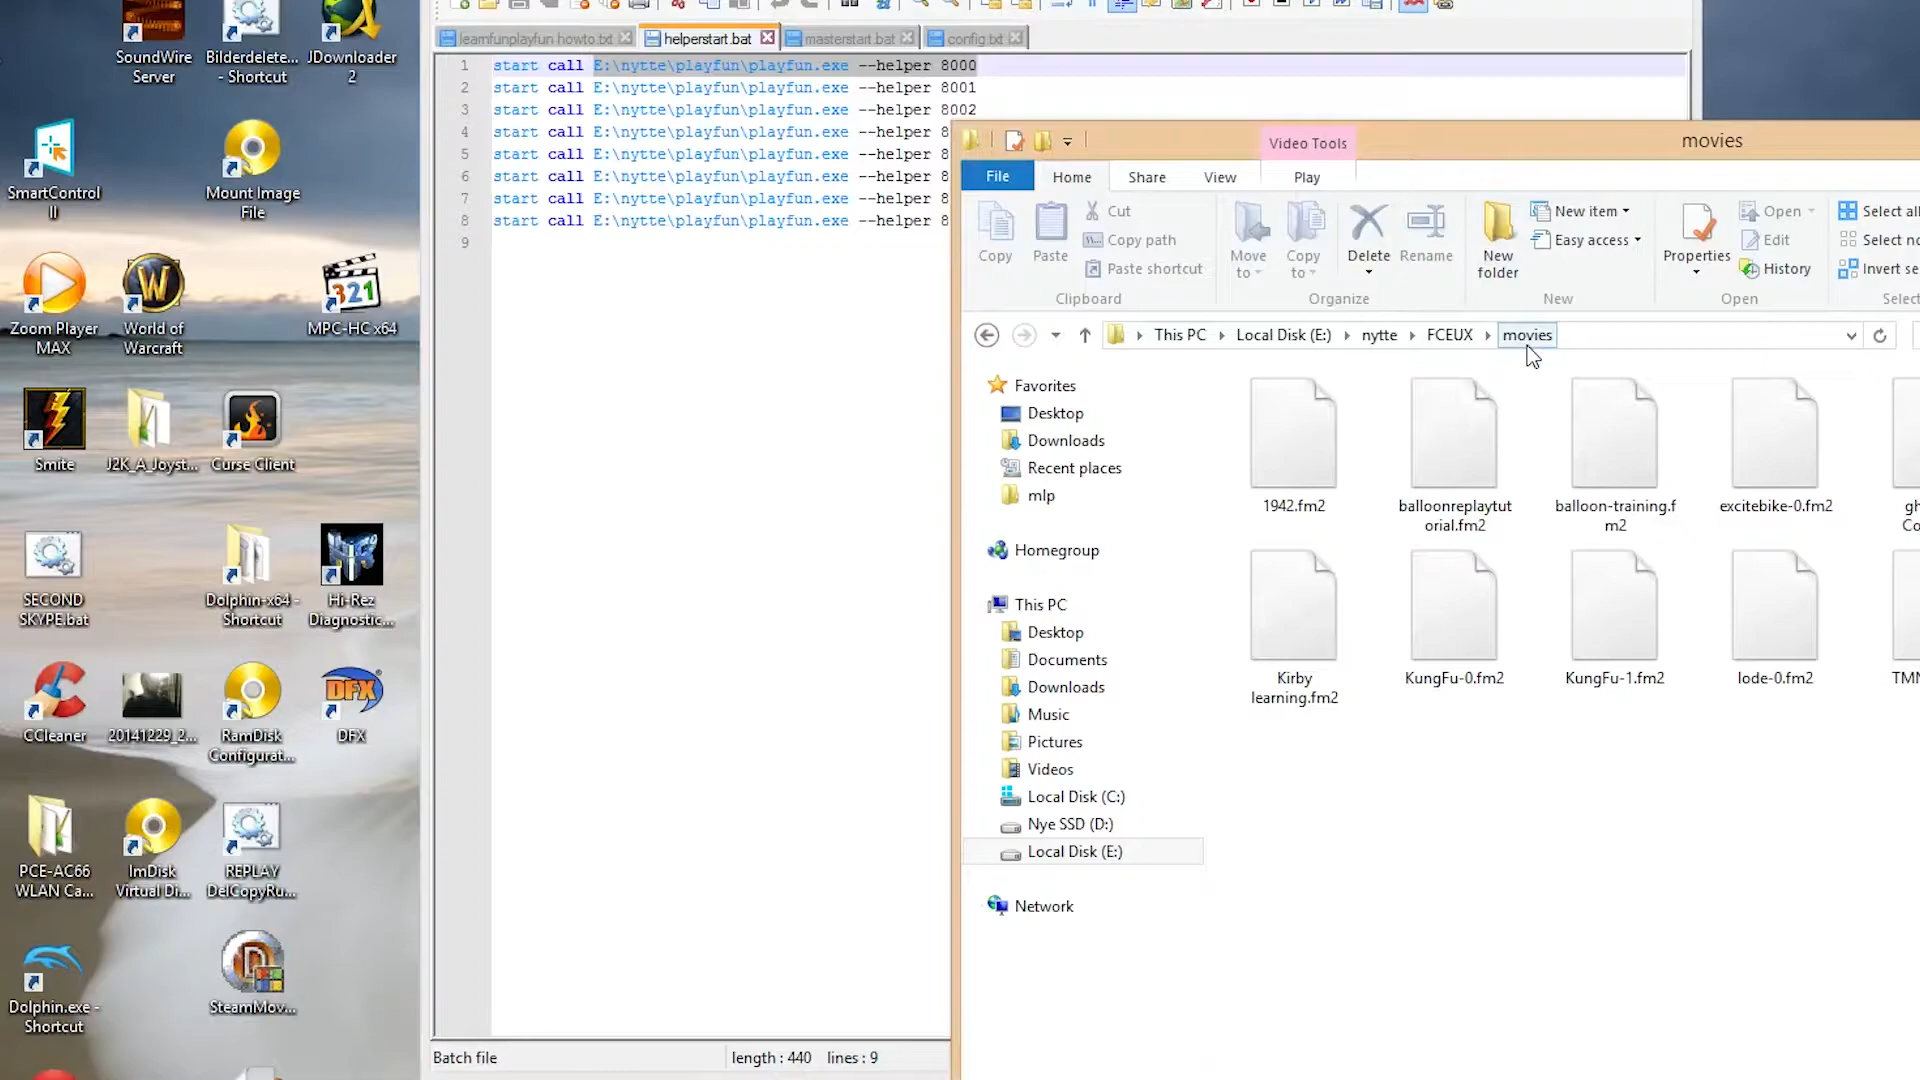 SoundWire
Server
Bilderdelete...
- Shortcut
JDownloader
2
SmartControl
II
Mount Image
File
Zoom Player
MAX
World of
Warcraft
MPC-HC x64
Smite
J2K_A_Joyst...
Curse Client
SECOND
SKYPE.bat
Dolphin-x64 -
Shortcut
Hi-Rez
Diagnostic...
CCleaner
20141229_2...
RamDisk
Configurat...
DFX
PCE-AC66
WLAN Ca...
ImDisk
Virtual Di...
REPLAY
DelCopyRu...
Dolphin.exe -
Shortcut
SteamMov...
learnfunplayfun howto.txt
helperstart.bat
masterstart.bat
config.txt
1 start call E:\nytte\playfun\playfun.exe --helper 8000
2 start call E:\nytte\playfun\playfun.exe --helper 8001
3 start call E:\nytte\playfun\playfun.exe --helper 8002
4 start call E:\nytte\playfun\playfun.exe --helper 8
5 start call E:\nytte\playfun\playfun.exe --helper 8
6 start call E:\nytte\playfun\playfun.exe --helper 8
7 start call E:\nytte\playfun\playfun.exe --helper 8
8 start call E:\nytte\playfun\playfun.exe --helper 8
9
Batch file
length : 440 lines : 9
Video Tools
movies
File
Home
Share
View
Play
Copy
Paste
Cut
Copy path
Paste shortcut
Clipboard
Move
to
Copy
to
Delete
Rename
Organize
New
folder
New item
Easy access
New
Properties
Open
Edit
History
Open
Select all
Select no
Invert se
Select
This PC
Local Disk (E:)
nytte
FCEUX
movies
Favorites
Desktop
Downloads
Recent places
mlp
Homegroup
This PC
Desktop
Documents
Downloads
Music
Pictures
Videos
Local Disk (C:)
Nye SSD (D:)
Local Disk (E:)
Network
1942.fm2
balloonreplaytut
orial.fm2
balloon-training.f
m2
excitebike-0.fm2
gh
Co
Kirby
learning.fm2
KungFu-0.fm2
KungFu-1.fm2
lode-0.fm2
TMN